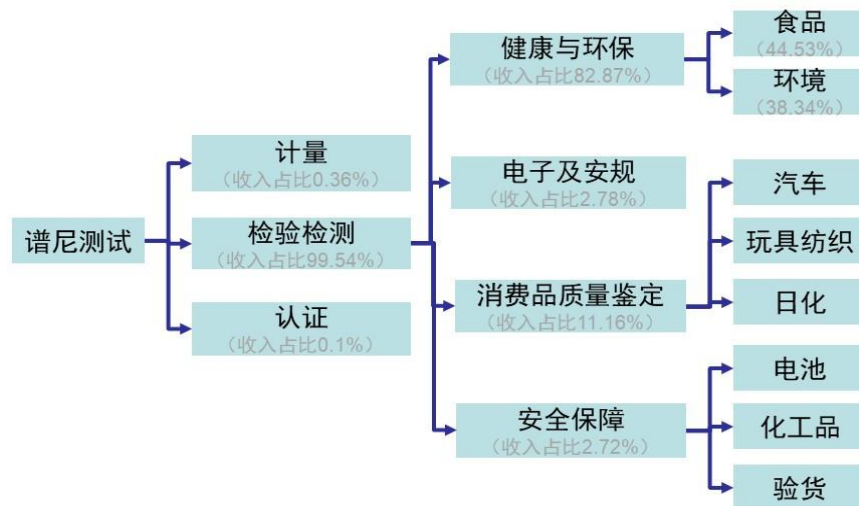 谱尼测试
计量
（收入占比0.36%）
检验检测
（收入占比99.54%）
认证
（收入占比0.1%）
健康与环保
（收入占比82.87%）
电子及安规
（收入占比2.78%）
消费品质量鉴定
（收入占比11.16%）
安全保障
（收入占比2.72%）
食品
（44.53%）
环境
（38.34%）
汽车
玩具纺织
日化
电池
化工品
验货